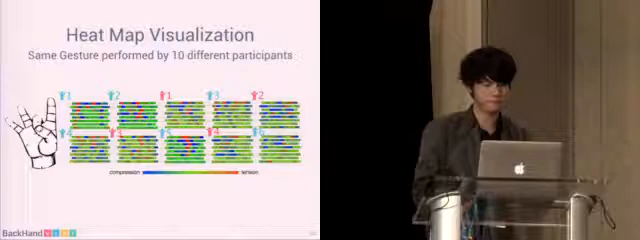 Heat Map Visualization
Same Gesture performed by 10 different participants
1 2 1 3 2
4 3 5 4 6
compression tension
BackHand